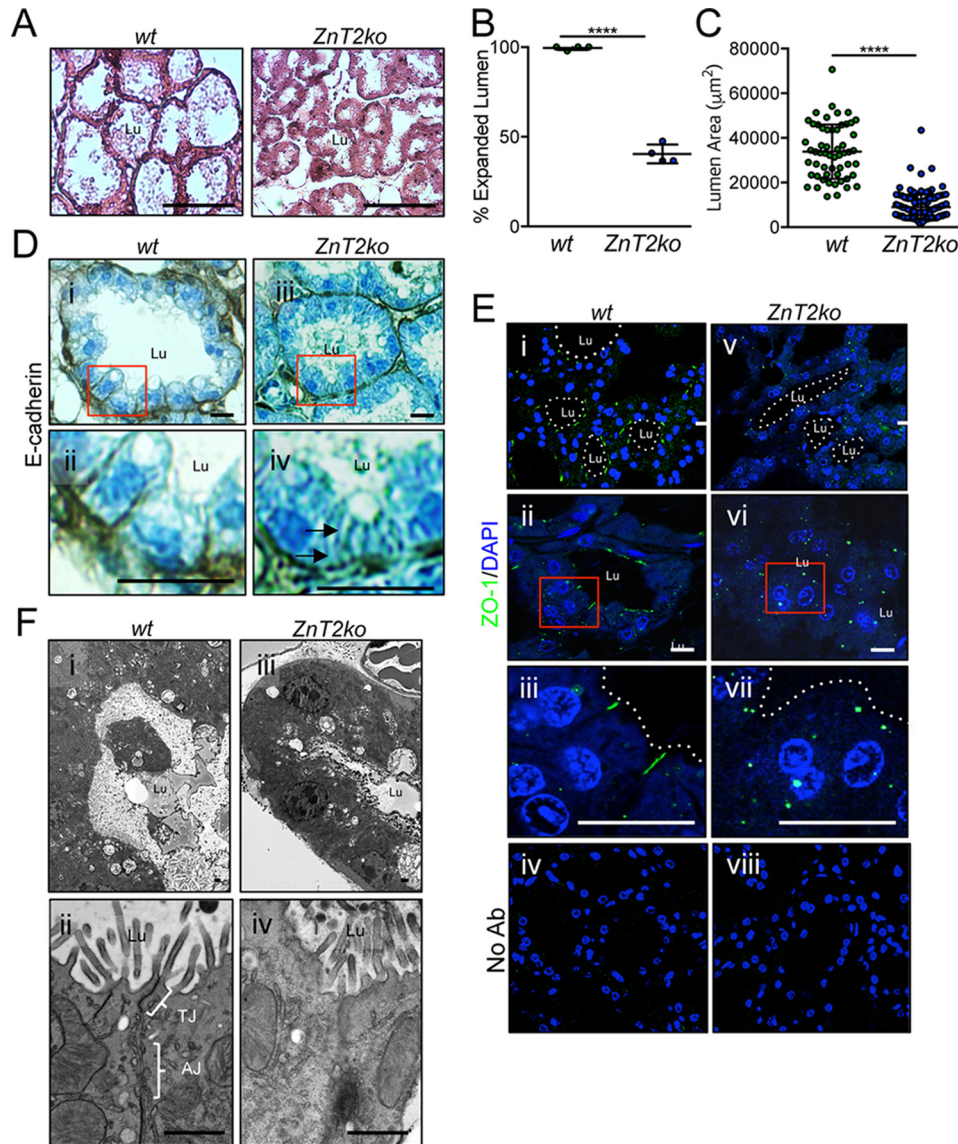 A
wt
ZnT2ko
Lu
Lu
B
****
% Expanded Lumen
100
50
0
wt
ZnT2ko
C
****
Lumen Area (μm²)
80000
60000
40000
20000
0
wt
ZnT2ko
D
wt
ZnT2ko
E-cadherin
i
Lu
iii
Lu
ii
Lu
iv
Lu
E
wt
ZnT2ko
ZO-1/DAPI
i
Lu
Lu
Lu
Lu
v
Lu
Lu
Lu
ii
Lu
Lu
vi
Lu
Lu
iii
vii
No Ab
iv
viii
F
wt
ZnT2ko
i
Lu
iii
Lu
ii
Lu
TJ
AJ
iv
Lu